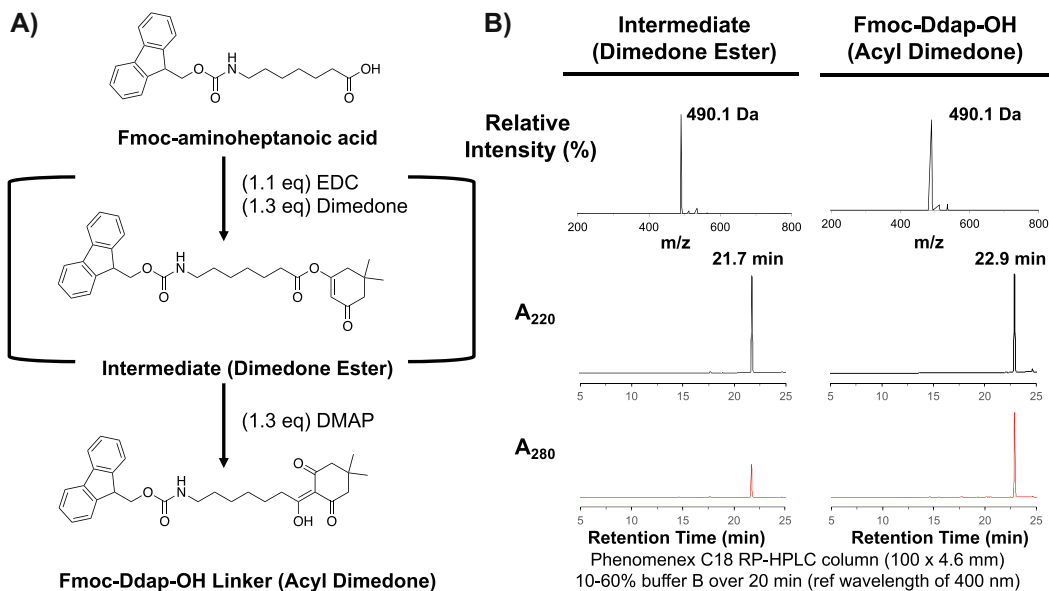 A)
O
N
H
O
O
OH
Fmoc-aminoheptanoic acid
(1.1 eq) EDC
(1.3 eq) Dimedone
O
H
N
O
O
O
O
Intermediate (Dimedone Ester)
(1.3 eq) DMAP
O
H
N
O
O
OH
O
Fmoc-Ddap-OH Linker (Acyl Dimedone)
B)
Intermediate
(Dimedone Ester)
Fmoc-Ddap-OH
(Acyl Dimedone)
Relative
Intensity (%)
490.1 Da
200 400 600 800
m/z
490.1 Da
200 400 600 800
m/z
A220
21.7 min
5 10 15 20 25
22.9 min
5 10 15 20 25
A280
5 10 15 20 25
Retention Time (min)
5 10 15 20 25
Retention Time (min)
Phenomenex C18 RP-HPLC column (100 x 4.6 mm)
10-60% buffer B over 20 min (ref wavelength of 400 nm)